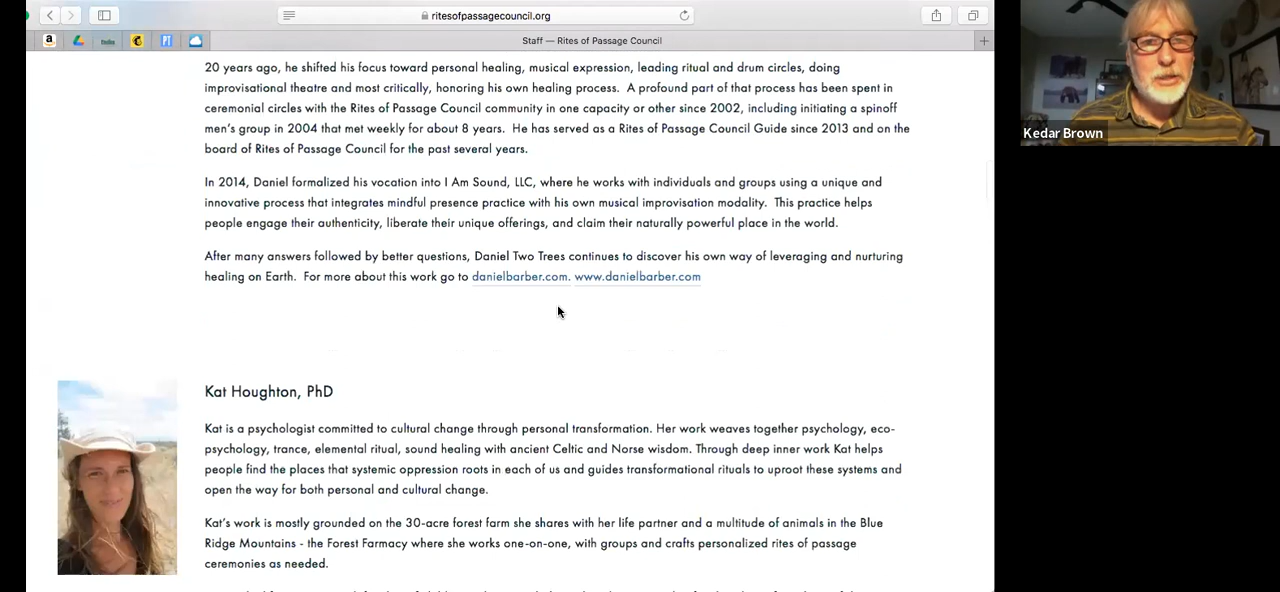 ritesofpassagecouncil.org
Staff — Rites of Passage Council
20 years ago, he shifted his focus toward personal healing, musical expression, leading ritual and drum circles, doing
improvisational theatre and most critically, honoring his own healing process.  A profound part of that process has been spent in
ceremonial circles with the Rites of Passage Council community in one capacity or other since 2002, including initiating a spinoff
men's group in 2004 that met weekly for about 8 years.  He has served as a Rites of Passage Council Guide since 2013 and on the
board of Rites of Passage Council for the past several years.
In 2014, Daniel formalized his vocation into I Am Sound, LLC, where he works with individuals and groups using a unique and
innovative process that integrates mindful presence practice with his own musical improvisation modality.  This practice helps
people engage their authenticity, liberate their unique offerings, and claim their naturally powerful place in the world.
After many answers followed by better questions, Daniel Two Trees continues to discover his own way of leveraging and nurturing
healing on Earth.  For more about this work go to danielbarber.com. www.danielbarber.com
Kat Houghton, PhD
Kat is a psychologist committed to cultural change through personal transformation. Her work weaves together psychology, eco-
psychology, trance, elemental ritual, sound healing with ancient Celtic and Norse wisdom. Through deep inner work Kat helps
people find the places that systemic oppression roots in each of us and guides transformational rituals to uproot these systems and
open the way for both personal and cultural change.
Kat's work is mostly grounded on the 30-acre forest farm she shares with her life partner and a multitude of animals in the Blue
Ridge Mountains - the Forest Farmacy where she works one-on-one, with groups and crafts personalized rites of passage
ceremonies as needed.
Kedar Brown